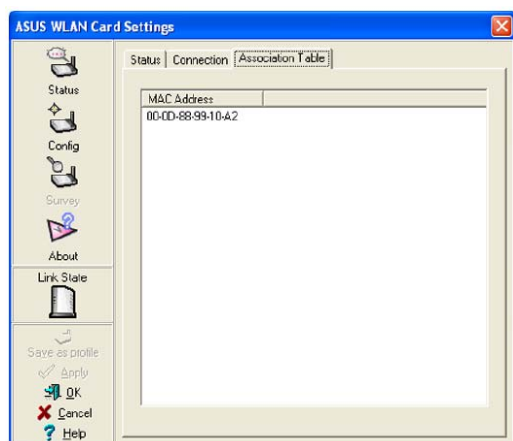 ASUS WLAN Card Settings
Status
Config
Survey
About
Link State
Save as profile
Apply
OK
Cancel
Help
Status
Connection
Association Table
MAC Address
00-0D-88-99-10-A2